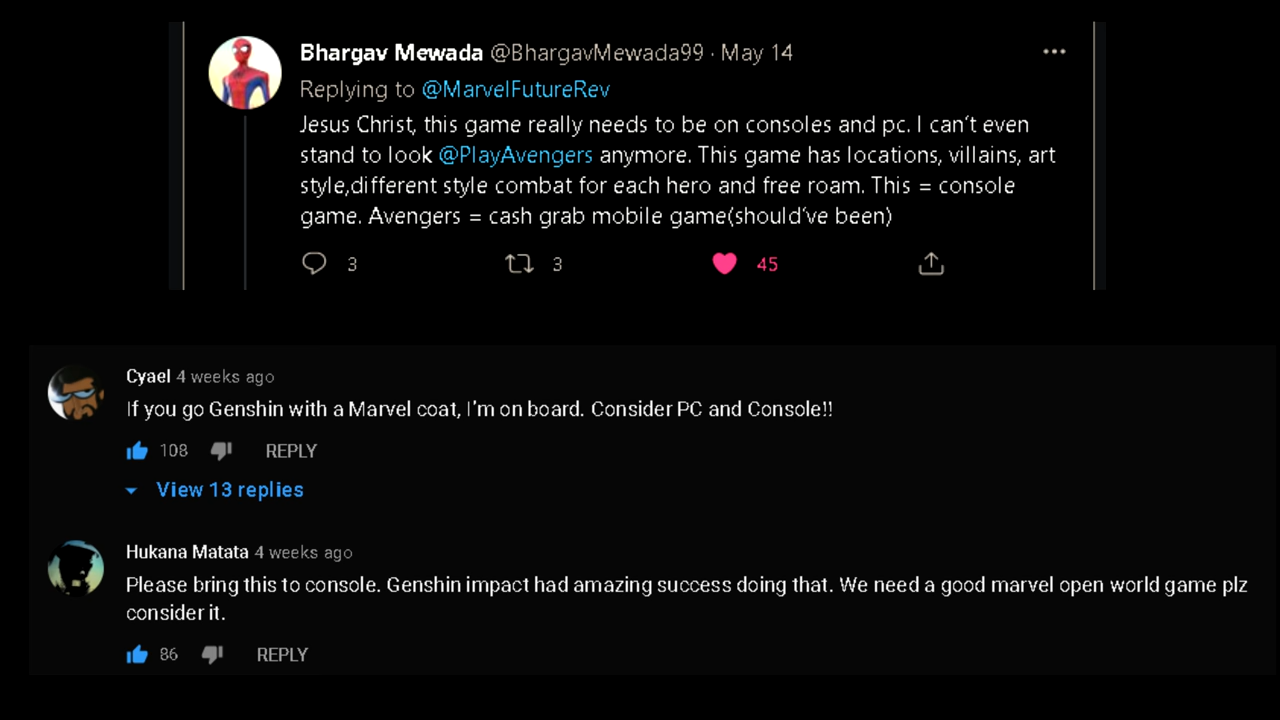 Bhargav Mewada @BhargavMewada99 · May 14
Replying to @MarvelFutureRev
Jesus Christ, this game really needs to be on consoles and pc. I can't even
stand to look @PlayAvengers anymore. This game has locations, villains, art
style,different style combat for each hero and free roam. This = console
game. Avengers = cash grab mobile game(should've been)
3 3 45
Cyael 4 weeks ago
If you go Genshin with a Marvel coat, I'm on board. Consider PC and Console!!
108 REPLY
View 13 replies
Hukana Matata 4 weeks ago
Please bring this to console. Genshin impact had amazing success doing that. We need a good marvel open world game plz
consider it.
86 REPLY